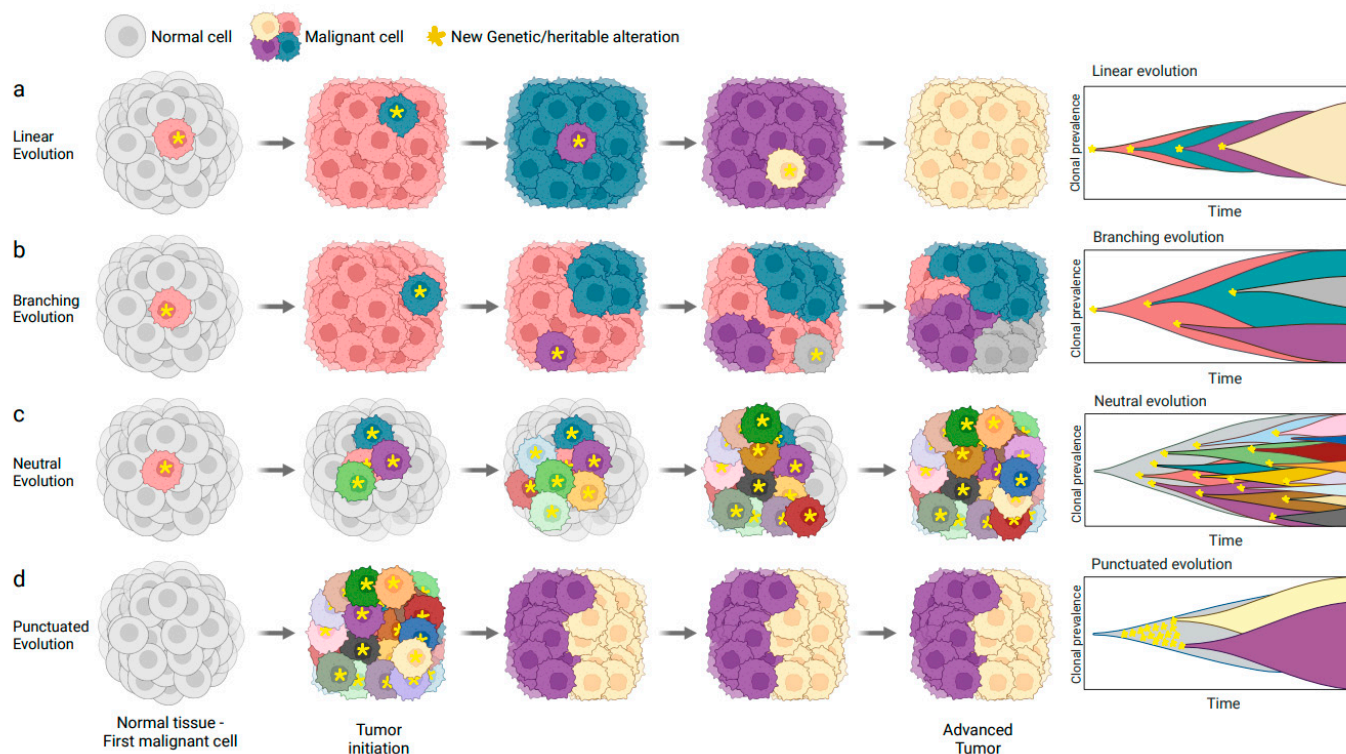 Normal cell
Malignant cell
New Genetic/heritable alteration
a
Linear
Evolution
Linear evolution
Clonal prevalence
Time
b
Branching
Evolution
Branching evolution
Clonal prevalence
Time
c
Neutral
Evolution
Neutral evolution
Clonal prevalence
Time
d
Punctuated
Evolution
Punctuated evolution
Clonal prevalence
Time
Normal tissue -
First malignant cell
Tumor
initiation
Advanced
Tumor